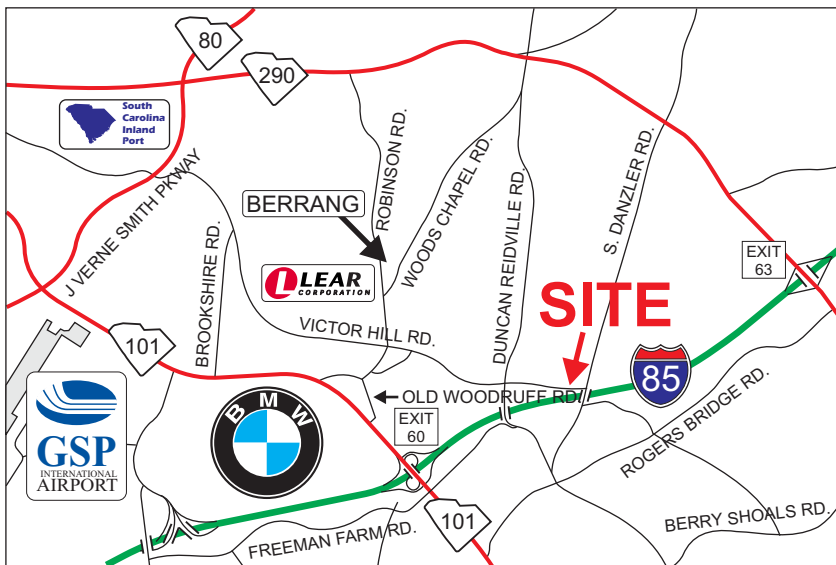 80
290
South
Carolina
Inland
Port
J VERNE SMITH PKWAY
ROBINSON RD.
WOODS CHAPEL RD.
DUNCAN REIDVILLE RD.
S. DANZLER RD.
BERRANG
BROOKSHIRE RD.
LEAR
CORPORATION
EXIT
63
SITE
VICTOR HILL RD.
101
85
OLD WOODRUFF RD.
BMW
EXIT
60
GSP
INTERNATIONAL
AIRPORT
ROGERS BRIDGE RD.
101
BERRY SHOALS RD.
FREEMAN FARM RD.